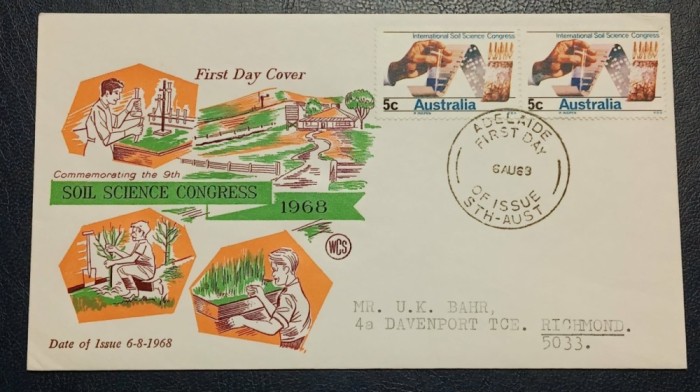 First Day Cover
Commemorating the 9th
SOIL SCIENCE CONGRESS
1968
WCS
Date of Issue 6-8-1968
International Soil Science Congress
5c Australia
International Soil Science Congress
5c Australia
ADELAIDE
FIRST DAY
6AU68
OF ISSUE
STH-AUST
MR. U.K. BAHR,
4a DAVENPORT TCE. RICHMOND.
5033.